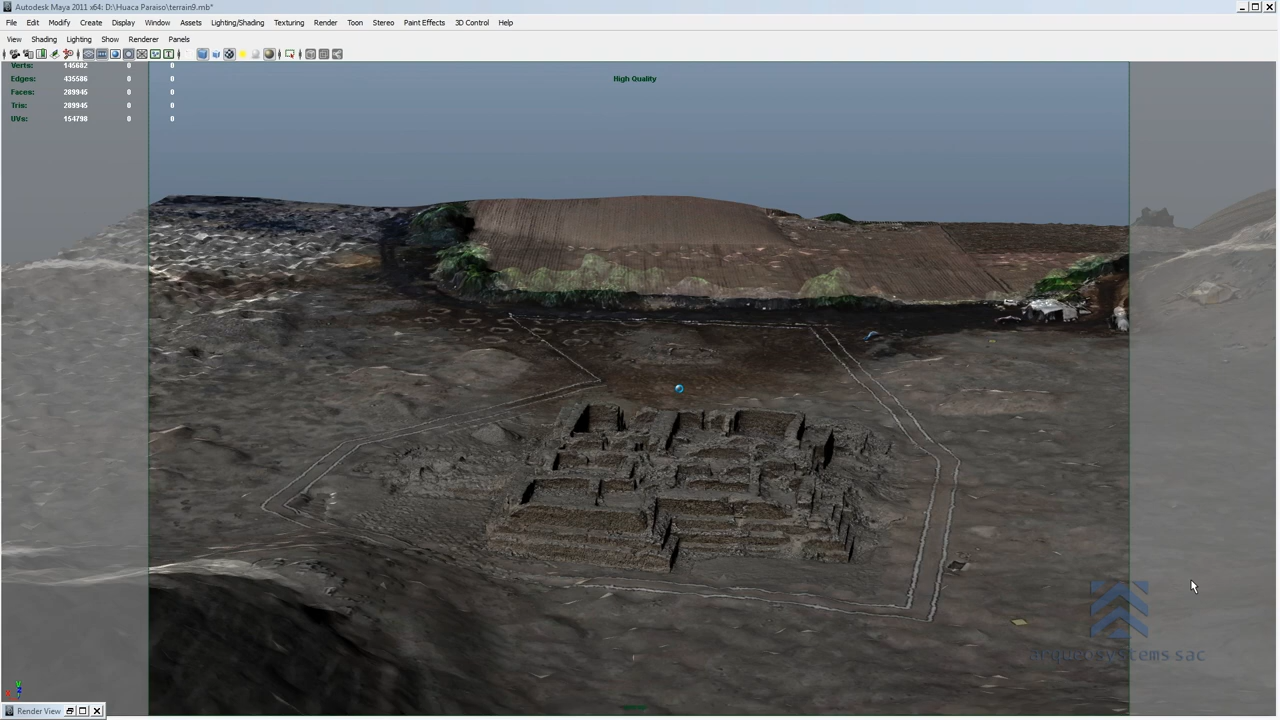 Autodesk Maya 2011 x64: D:\Huaca Paraiso\terrain9.mb*
File Edit Modify Create Display Window Assets Lighting/Shading Texturing Render Toon Stereo Paint Effects 3D Control Help
View Shading Lighting Show Renderer Panels
Verts: 145682 0 0
Edges: 435586 0 0
Faces: 289945 0 0
Tris: 289945 0 0
UVs: 154798 0 0
High Quality
arqueosystems sac
Render View